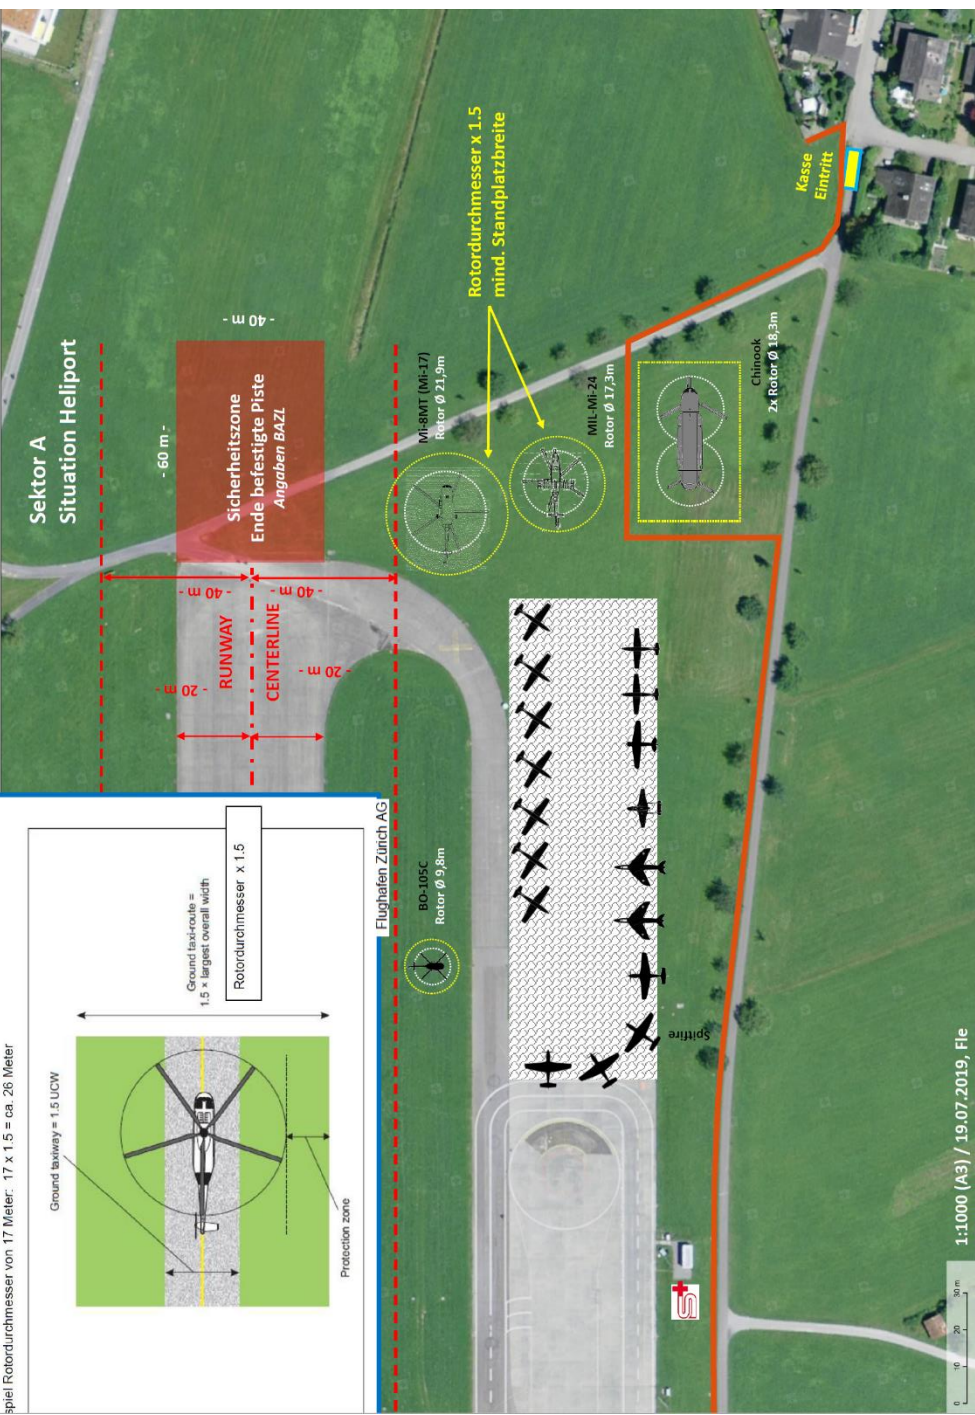 Sektor A
Situation Heliport
- 60 m -
- 40 m -
Sicherheitszone
Ende befestigte Piste
Angaben BAZL
- 40 m -
- 40 m -
RUNWAY
CENTERLINE
- 20 m -
- 20 m -
Rotordurchmesser x 1.5
mind. Standplatzbreite
Mi-8MT (Mi-17)
Rotor Ø 21,9m
MIL-Mi-24
Rotor Ø 17,3m
Chinook
2x Rotor Ø 18,3m
Kasse
Eintritt
BO-105C
Rotor Ø 9,8m
Spitfire
spiel Rotordurchmesser von 17 Meter: 17 x 1.5 = ca. 26 Meter
Ground taxiway = 1.5 UCW
Ground taxi-route =
1.5 × largest overall width
Rotordurchmesser x 1.5
Protection zone
Flughafen Zürich AG
S+
1:1000 (A3) / 19.07.2019, Fle
0 10 20 30 m